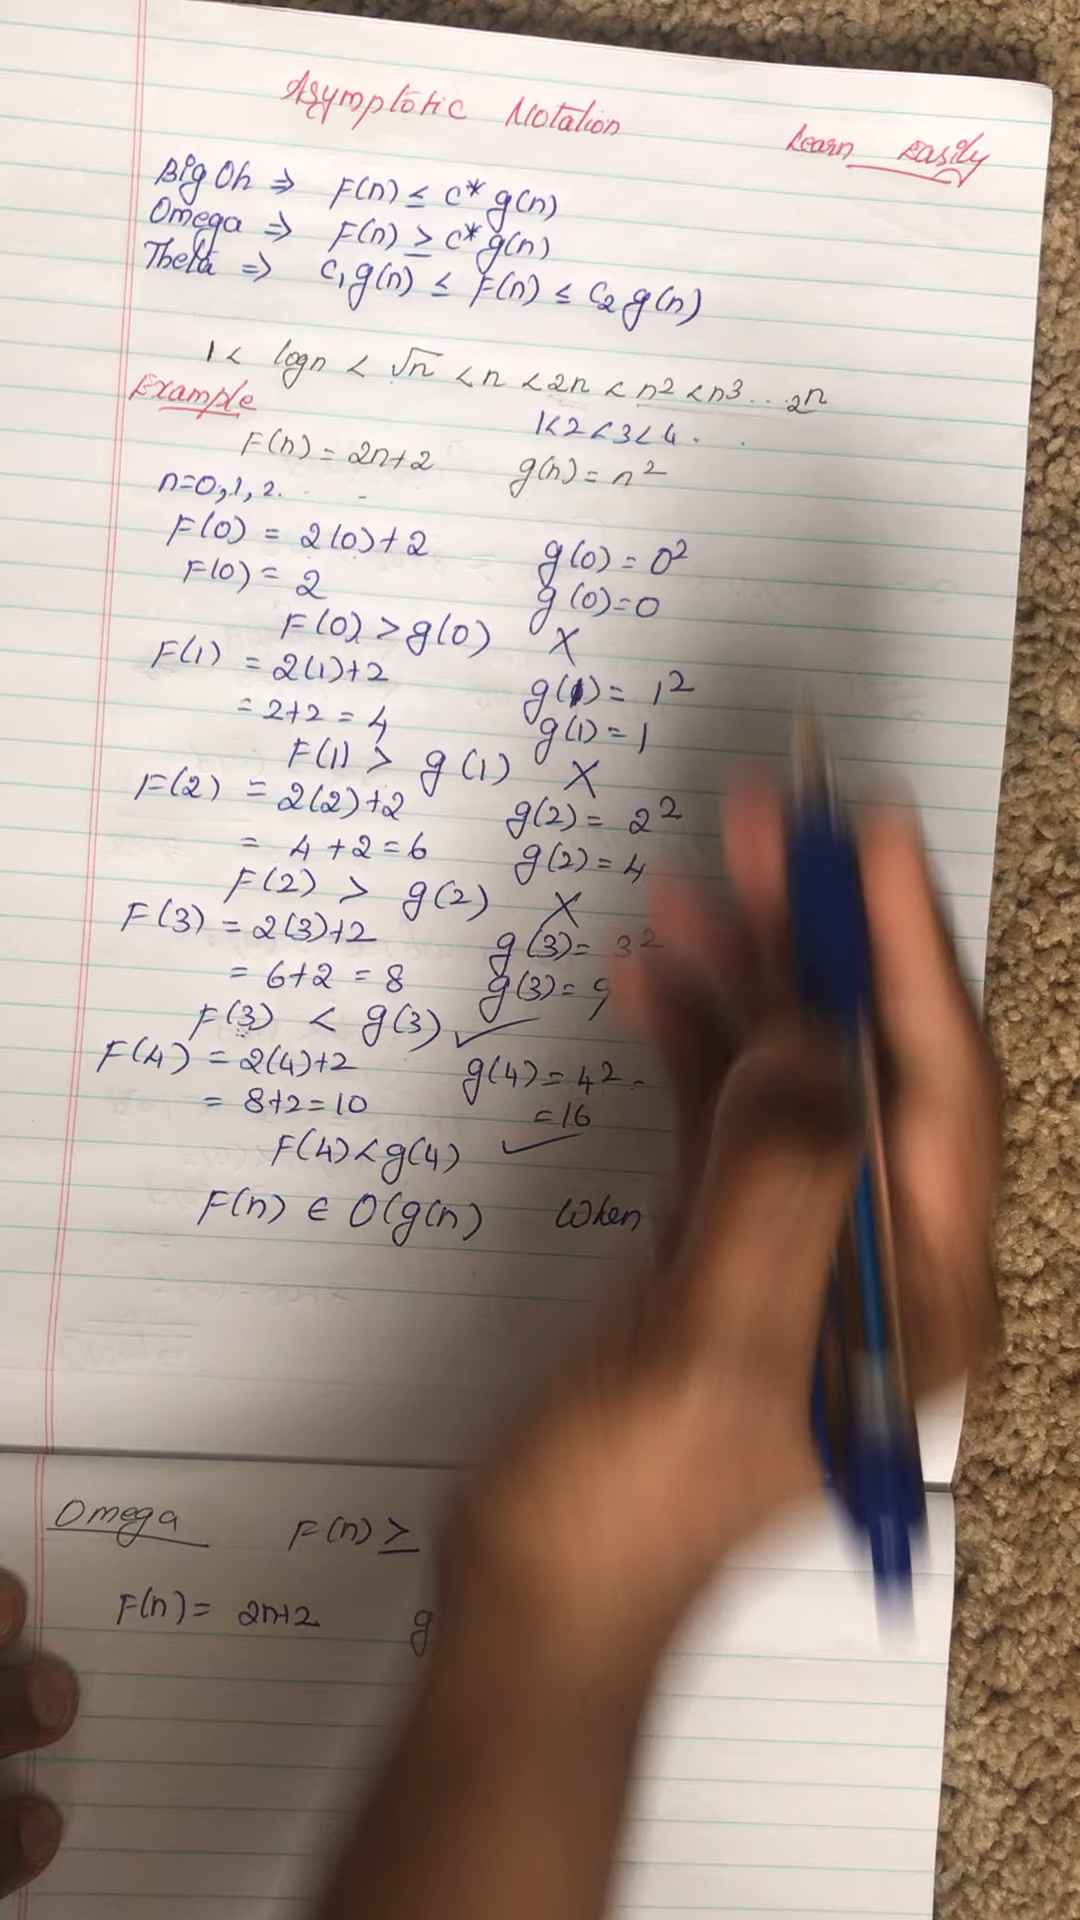 Asymptotic Notation
Learn Easily
Big Oh ⇒ F(n) ≤ c* g(n)
Omega ⇒ F(n) ≥ c* g(n)
Theta ⇒ C₁g(n) ≤ F(n) ≤ C₂ g(n)
1 < logn < √n < n < 2n < n² < n³ ... 2ⁿ
Example
1<2<3<4 . .
F(n) = 2n+2 g(n) = n²
n=0,1,2.
F(0) = 2(0)+2 g(0) = 0²
F(0) = 2 g(0)=0
F(0) > g(0) X
F(1) = 2(1)+2 g(1) = 1²
= 2+2 = 4 g(1) = 1
F(1) > g(1) X
F(2) = 2(2)+2 g(2) = 2²
= 4+2=6 g(2) = 4
F(2) > g(2) X
F(3) = 2(3)+2 g(3) = 3²
= 6+2 = 8 g(3) = 9
F(3) < g(3) ✓
F(4) = 2(4)+2 g(4) = 4²
= 8+2=10 =16
F(4)<g(4) ✓
F(n) ∈ O(g(n) When
Omega F(n) ≥
F(n) = 2n+2 g